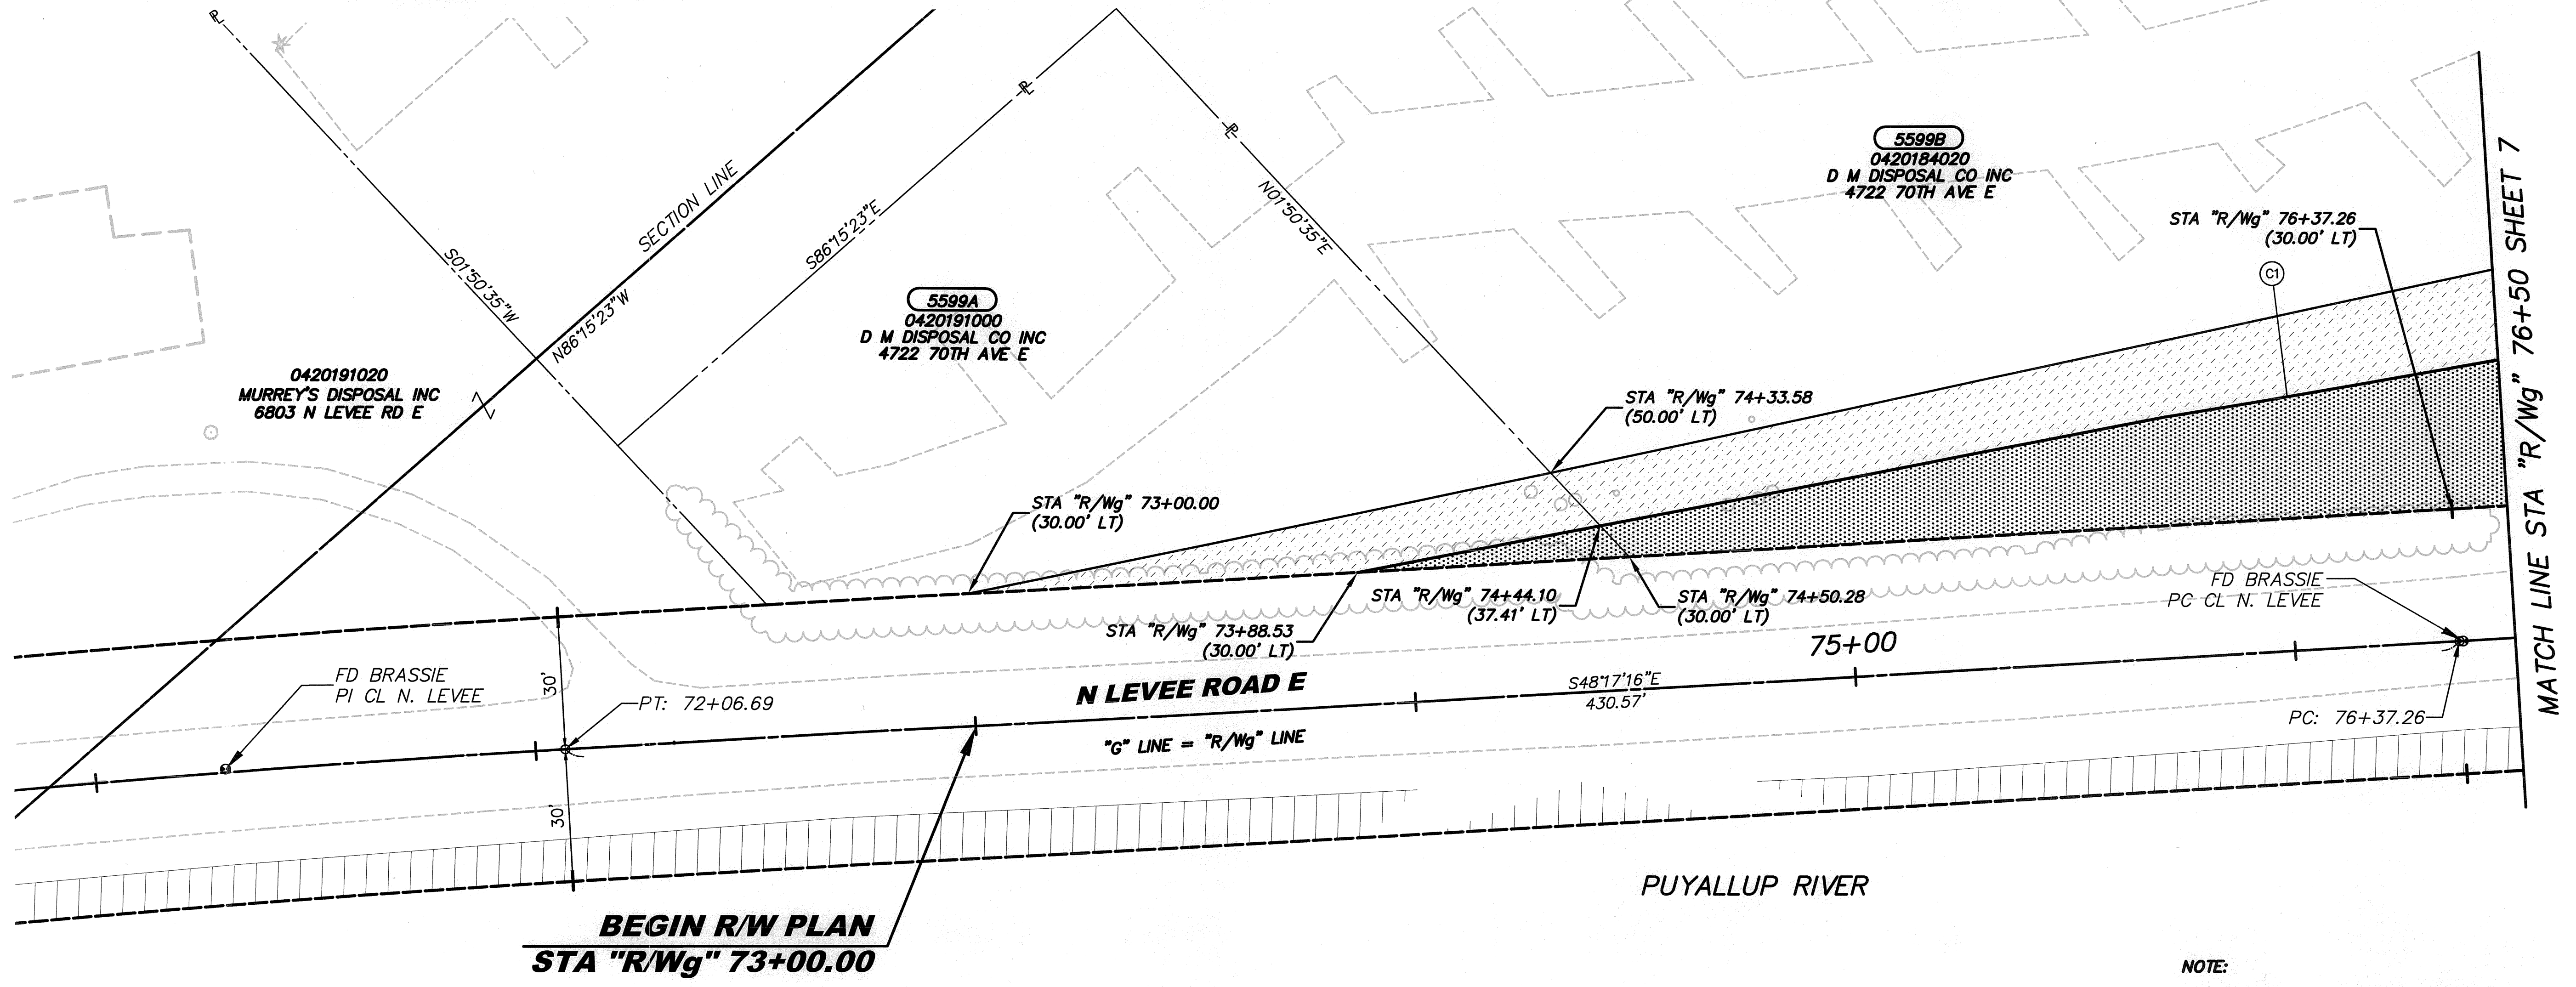 PL
PL
PL
5599B
0420184020
D M DISPOSAL CO INC
4722 70TH AVE E
SECTION LINE
S86°15'23"E
N01°50'35"E
S01°50'35"W
N86°15'23"W
STA "R/Wg" 76+37.26
(30.00' LT)
C1
5599A
0420191000
D M DISPOSAL CO INC
4722 70TH AVE E
0420191020
MURREY'S DISPOSAL INC
6803 N LEVEE RD E
STA "R/Wg" 74+33.58
(50.00' LT)
STA "R/Wg" 73+00.00
(30.00' LT)
STA "R/Wg" 74+44.10
(37.41' LT)
STA "R/Wg" 74+50.28
(30.00' LT)
STA "R/Wg" 73+88.53
(30.00' LT)
FD BRASSIE
PC CL N. LEVEE
MATCH LINE STA "R/Wg" 76+50 SHEET 7
75+00
FD BRASSIE
PI CL N. LEVEE
30'
PT: 72+06.69
N LEVEE ROAD E
S48°17'16"E
430.57'
PC: 76+37.26
"G" LINE = "R/Wg" LINE
30'
PUYALLUP RIVER
BEGIN R/W PLAN
STA "R/Wg" 73+00.00
NOTE: